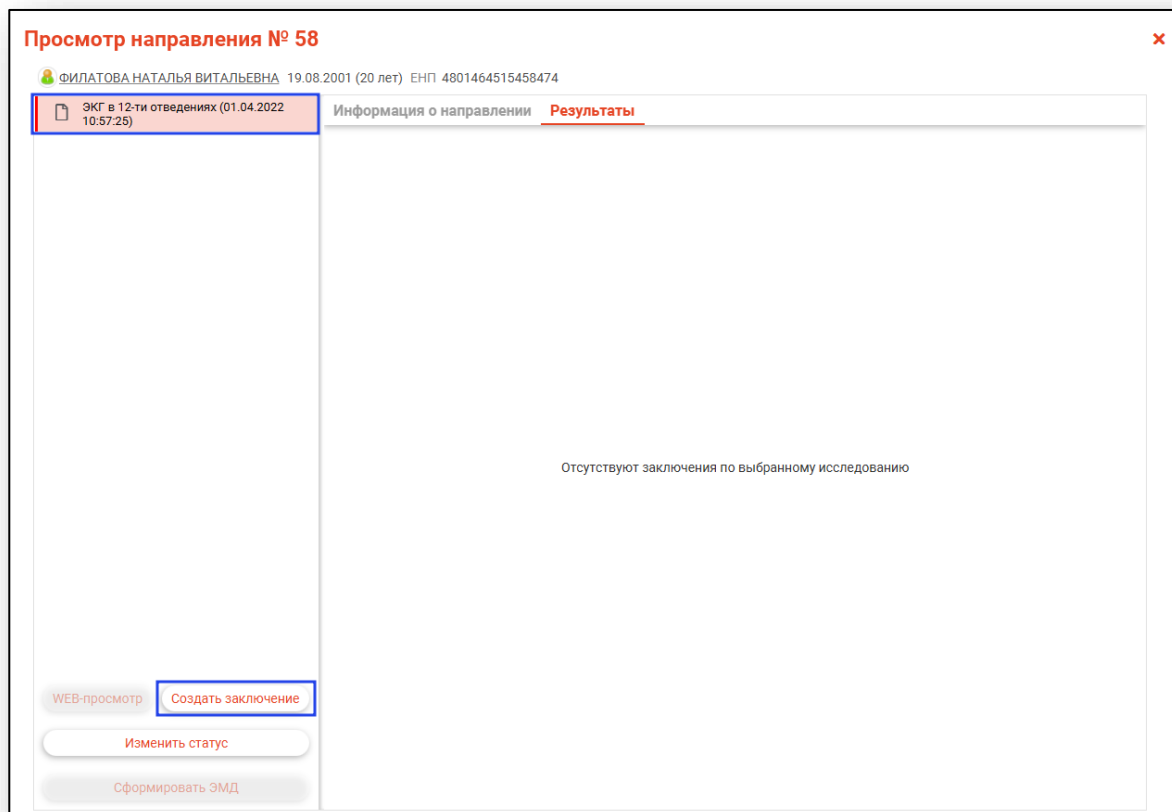 Просмотр направления № 58
ФИЛАТОВА НАТАЛЬЯ ВИТАЛЬЕВНА 19.08.2001 (20 лет) ЕНП 4801464515458474
ЭКГ в 12-ти отведениях (01.04.2022
10:57:25)
Информация о направлении Результаты
Отсутствуют заключения по выбранному исследованию
WEB-просмотр Создать заключение
Изменить статус
Сформировать ЭМД